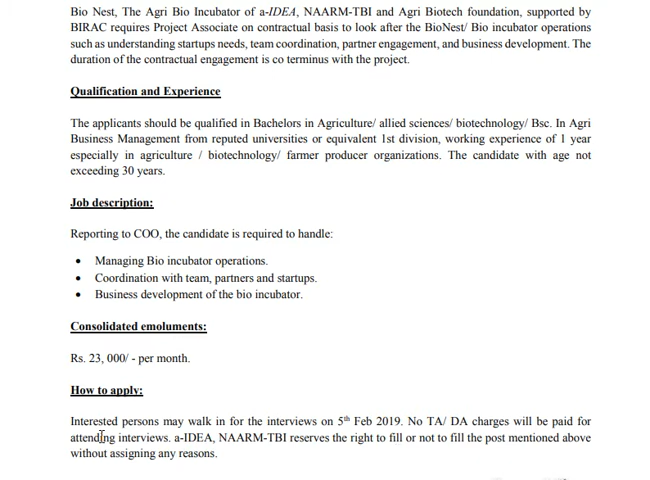 Bio Nest, The Agri Bio Incubator of a-IDEA, NAARM-TBI and Agri Biotech foundation, supported by
BIRAC requires Project Associate on contractual basis to look after the BioNest/ Bio incubator operations
such as understanding startups needs, team coordination, partner engagement, and business development. The
duration of the contractual engagement is co terminus with the project.
Qualification and Experience
The applicants should be qualified in Bachelors in Agriculture/ allied sciences/ biotechnology/ Bsc. In Agri
Business Management from reputed universities or equivalent 1st division, working experience of 1 year
especially in agriculture / biotechnology/ farmer producer organizations. The candidate with age not
exceeding 30 years.
Job description:
Reporting to COO, the candidate is required to handle:
• Managing Bio incubator operations.
• Coordination with team, partners and startups.
• Business development of the bio incubator.
Consolidated emoluments:
Rs. 23, 000/ - per month.
How to apply:
Interested persons may walk in for the interviews on 5th Feb 2019. No TA/ DA charges will be paid for
attending interviews. a-IDEA, NAARM-TBI reserves the right to fill or not to fill the post mentioned above
without assigning any reasons.